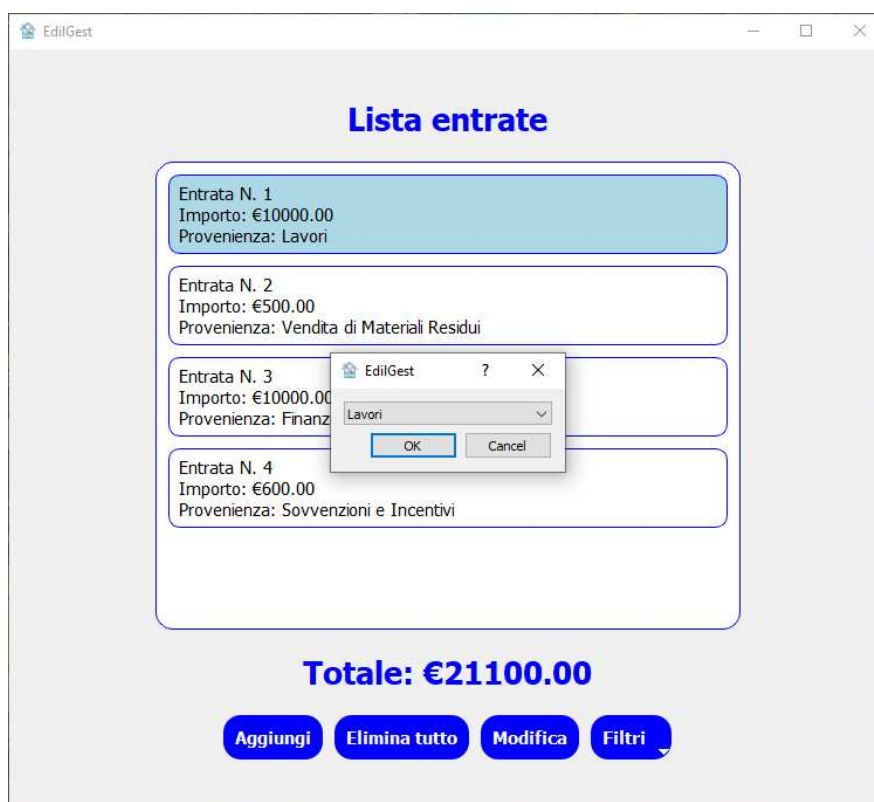 EdilGest
Lista entrate
Entrata N. 1
Importo: €10000.00
Provenienza: Lavori
Entrata N. 2
Importo: €500.00
Provenienza: Vendita di Materiali Residui
Entrata N. 3
Importo: €10000.00
Provenienza: Finanz
EdilGest ?
Lavori
OK Cancel
Entrata N. 4
Importo: €600.00
Provenienza: Sovvenzioni e Incentivi
Totale: €21100.00
Aggiungi Elimina tutto Modifica Filtri